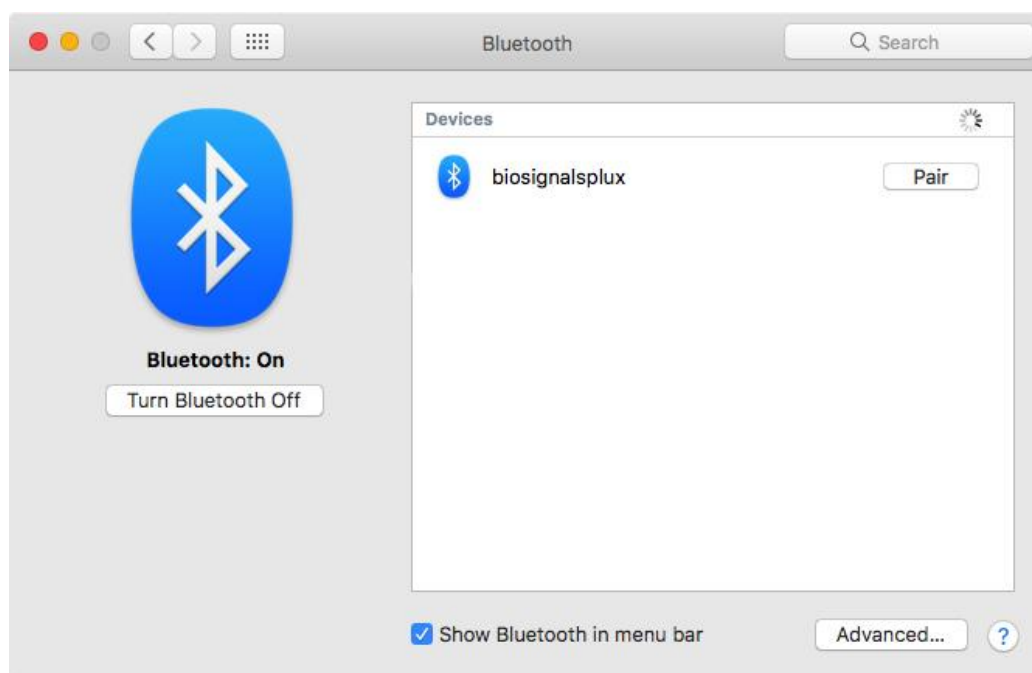 Bluetooth
Search
Devices
biosignalsplux
Pair
Bluetooth: On
Turn Bluetooth Off
Show Bluetooth in menu bar
Advanced...
?